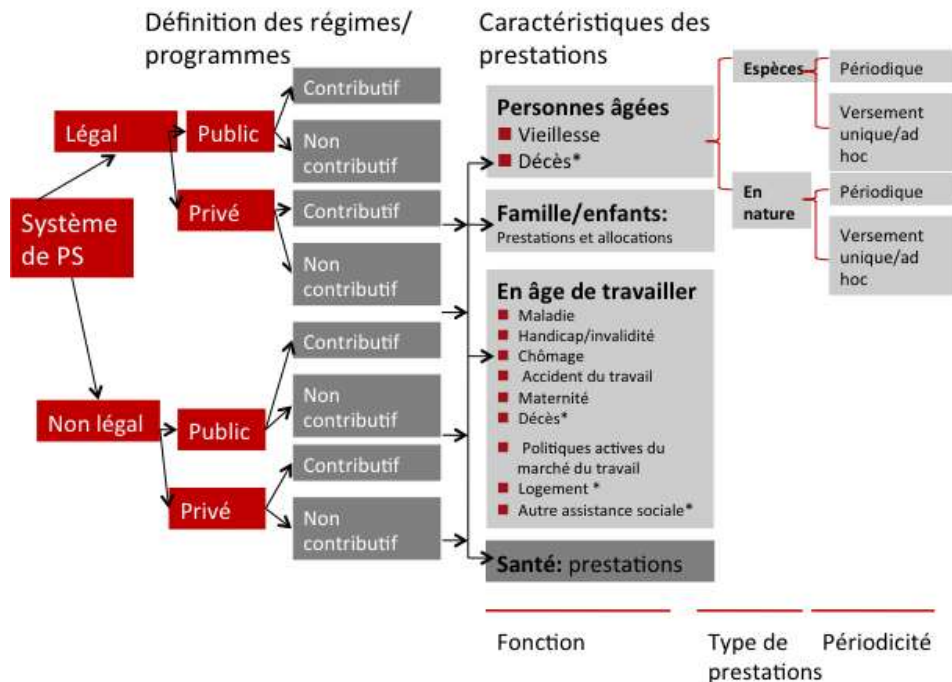 Définition des régimes/
programmes
Caractéristiques des
prestations
Système
de PS
Légal
Public
Contributif
Non
contributif
Privé
Contributif
Non
contributif
Non légal
Public
Contributif
Non
contributif
Privé
Contributif
Non
contributif
Personnes âgées
Vieillesse
Décès*
Famille/enfants:
Prestations et allocations
En âge de travailler
Maladie
Handicap/invalidité
Chômage
Accident du travail
Maternité
Décès*
Politiques actives du
marché du travail
Logement *
Autre assistance sociale*
Santé: prestations
Espèces
Périodique
Versement
unique/ad
hoc
En
nature
Périodique
Versement
unique/ad
hoc
Fonction
Type de
prestations
Périodicité